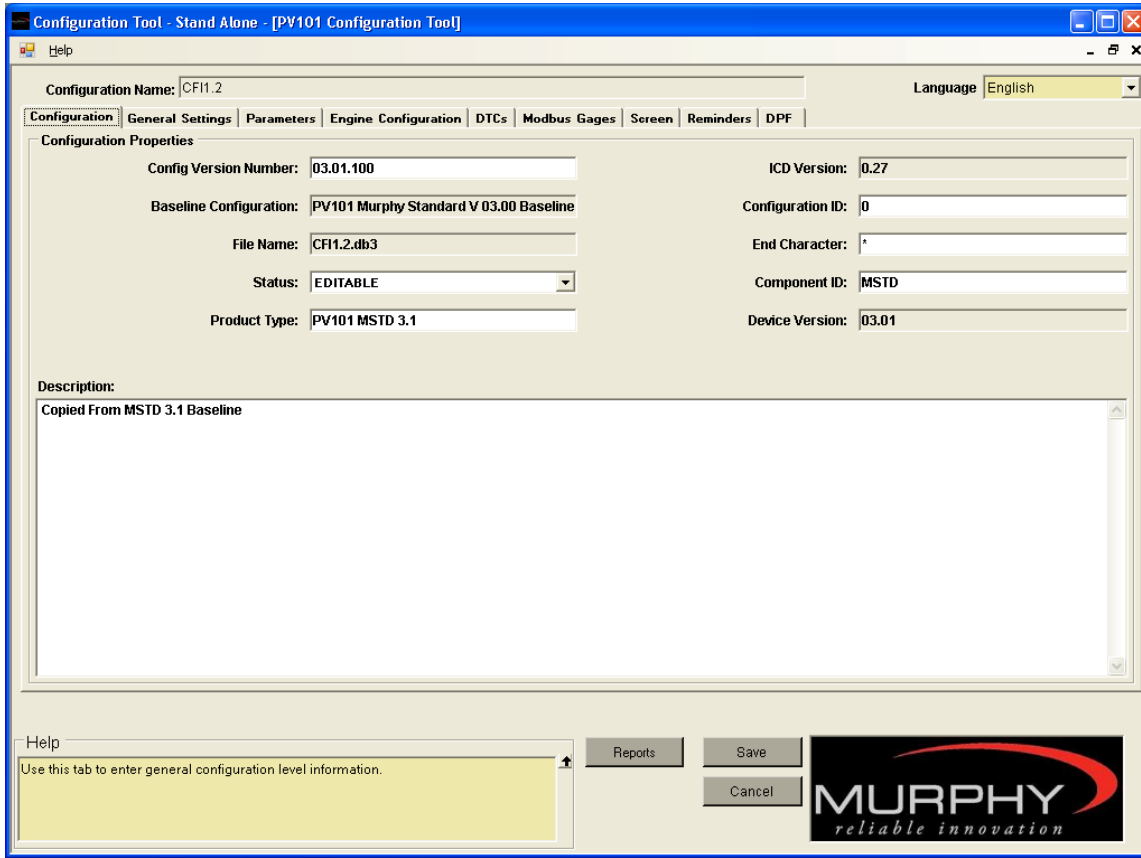 Configuration Tool - Stand Alone - [PV101 Configuration Tool]
Help
Configuration Name: CFI1.2
Language English
Configuration General Settings Parameters Engine Configuration DTCs Modbus Gages Screen Reminders DPF
Configuration Properties
Config Version Number: 03.01.100
ICD Version: 0.27
Baseline Configuration: PV101 Murphy Standard V 03.00 Baseline
Configuration ID: 0
File Name: CFI1.2.db3
End Character: *
Status: EDITABLE
Component ID: MSTD
Product Type: PV101 MSTD 3.1
Device Version: 03.01
Description:
Copied From MSTD 3.1 Baseline
Help
Use this tab to enter general configuration level information.
Reports
Save
Cancel
MURPHY
reliable innovation